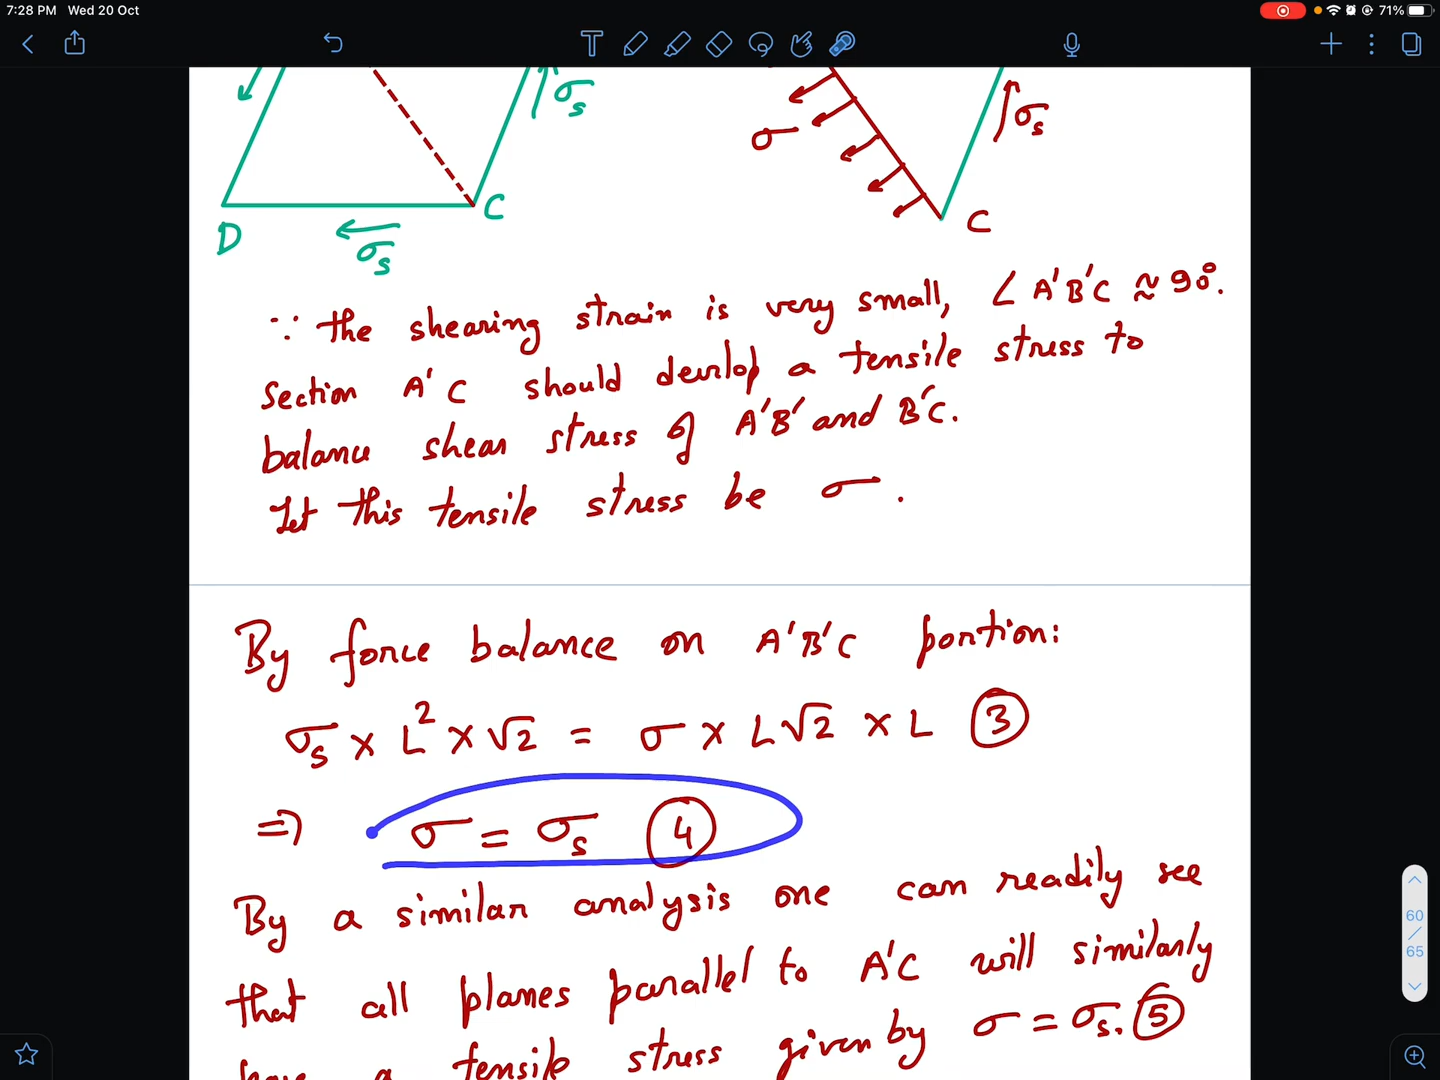 7:28 PM Wed 20 Oct
71%
σs
σs
σ
C
C
D
σs
∵ the shearing strain is very small, ∠ A'B'C ≈ 90°.
Section A'C should develop a tensile stress to
balance shear stress of A'B' and B'C.
Let this tensile stress be σ.
By force balance on A'B'C portion:
σs × L² × √2 = σ × L√2 × L (3)
⇒ σ = σs (4)
By a similar analysis one can readily see
that all planes parallel to A'C will similarly
have a tensile stress given by σ = σs. (5)
60
/
65